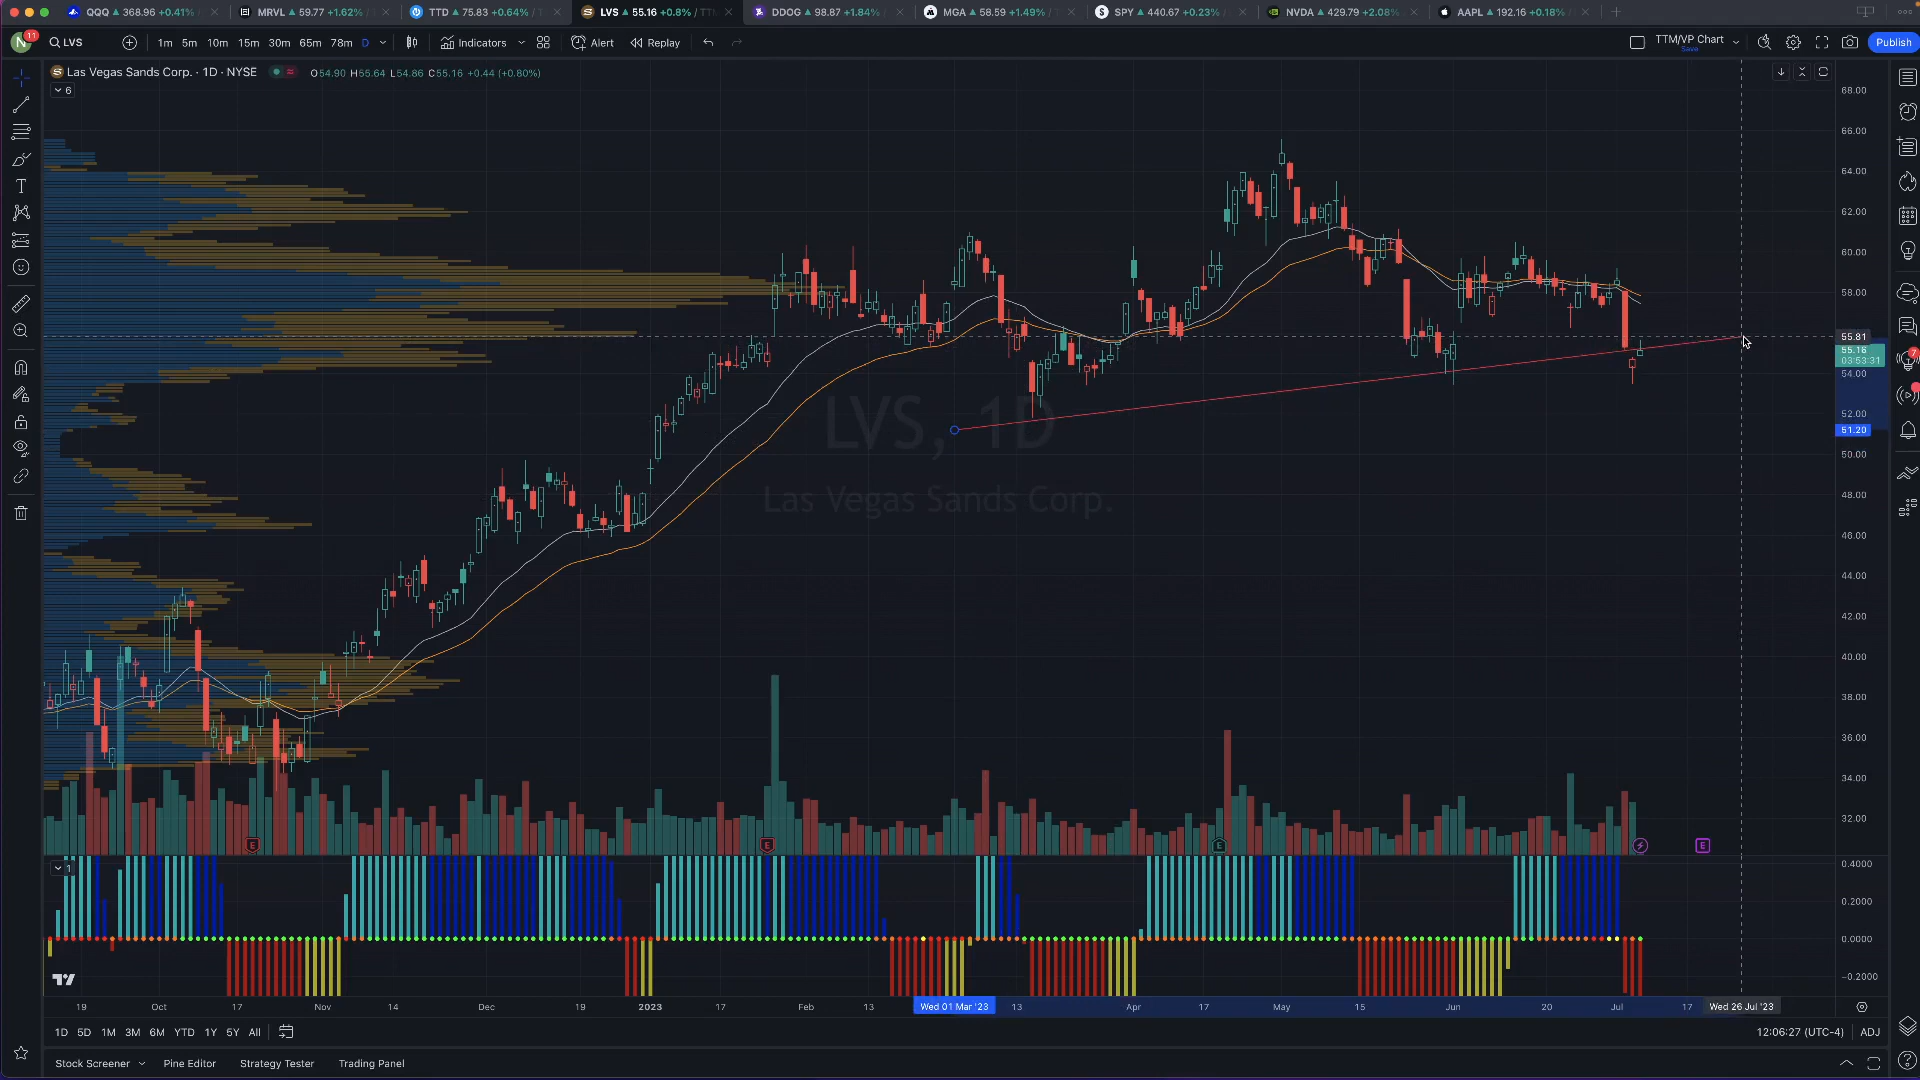 QQQ ▲ 368.96 +0.41%
MRVL ▲ 59.77 +1.62%
TTD ▲ 75.83 +0.64%
LVS ▲ 55.16 +0.8% / TTM
DDOG ▲ 98.87 +1.84%
MGA ▲ 58.59 +1.49%
SPY ▲ 440.67 +0.23%
NVDA ▲ 429.79 +2.08%
AAPL ▲ 192.16 +0.18%
N 11 LVS 1m 5m 10m 15m 30m 65m 78m D Indicators Alert Replay TTM/VP Chart Publish
Save
Las Vegas Sands Corp. · 1D · NYSE O54.90 H55.64 L54.86 C55.16 +0.44 (+0.80%)
6
68.00
66.00
64.00
62.00
60.00
58.00
55.81
55.16
03:53:31
54.00
52.00
51.20
50.00
48.00
46.00
44.00
42.00
40.00
38.00
36.00
34.00
32.00
LVS, 1D
Las Vegas Sands Corp.
E E E E
1
0.4000
0.2000
0.0000
-0.2000
19 Oct 17 Nov 14 Dec 19 2023 17 Feb 13 Wed 01 Mar '23 13 Apr 17 May 15 Jun 20 Jul 17 Wed 26 Jul '23
1D 5D 1M 3M 6M YTD 1Y 5Y All 12:06:27 (UTC-4) ADJ
Stock Screener Pine Editor Strategy Tester Trading Panel
7